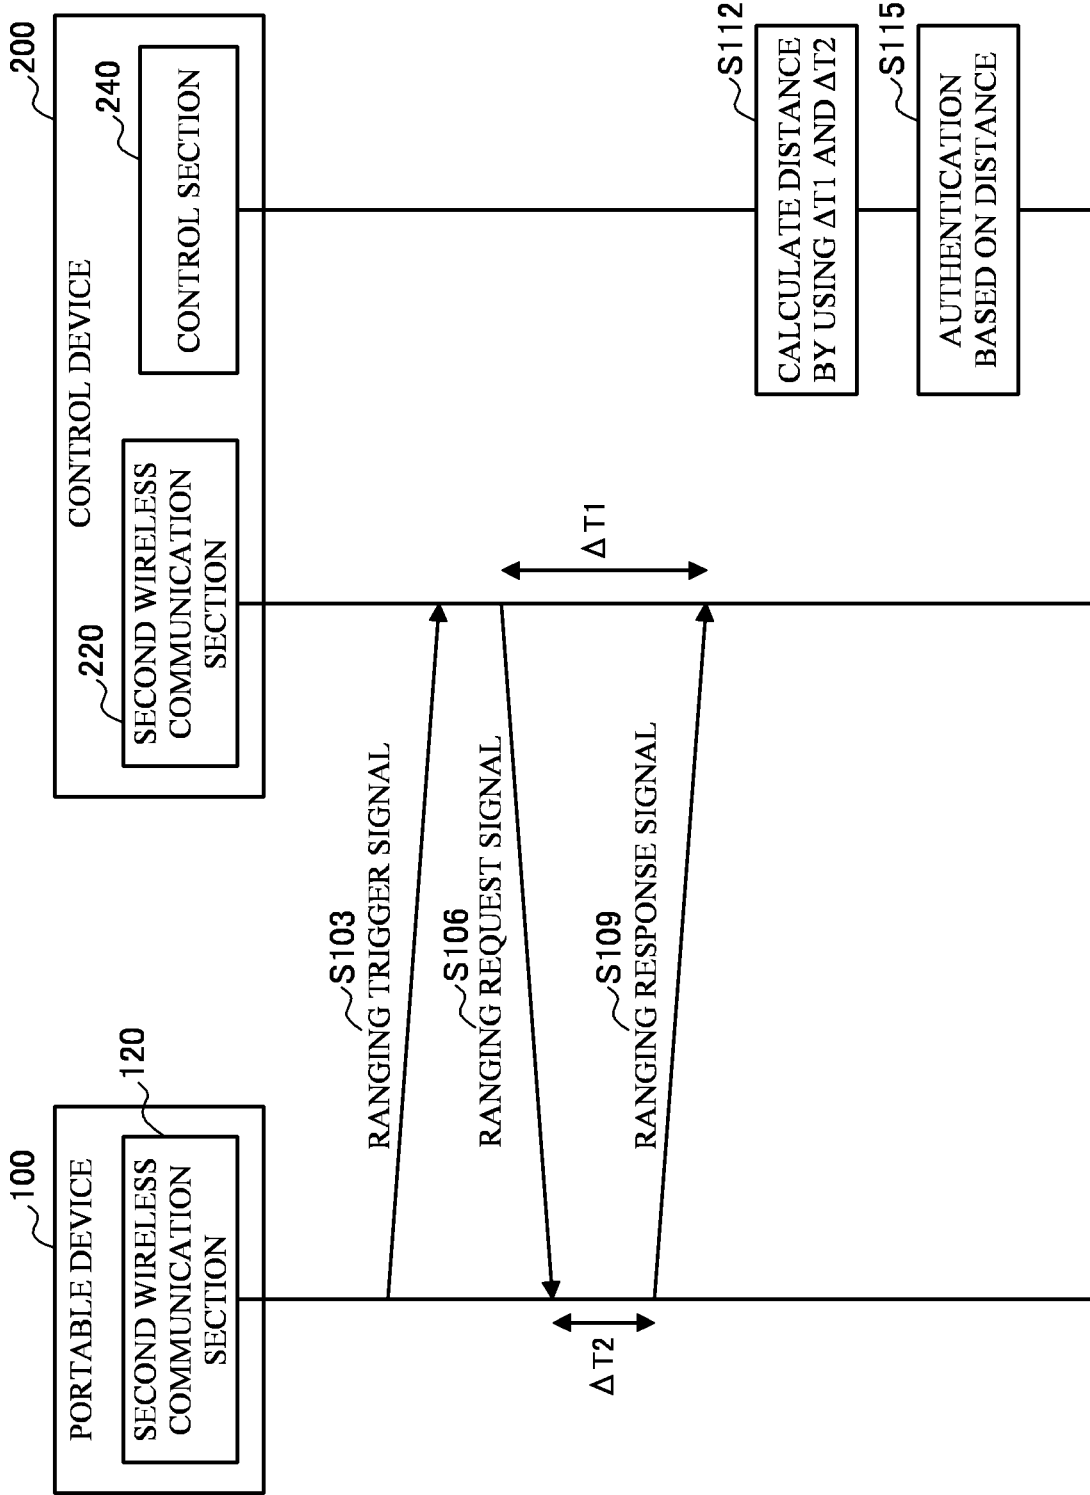 100
PORTABLE DEVICE
120
SECOND WIRELESS
COMMUNICATION
SECTION
200
CONTROL DEVICE
220
SECOND WIRELESS
COMMUNICATION
SECTION
240
CONTROL SECTION
S103
RANGING TRIGGER SIGNAL
S106
RANGING REQUEST SIGNAL
ΔT1
ΔT2
S109
RANGING RESPONSE SIGNAL
S112
CALCULATE DISTANCE
BY USING ΔT1 AND ΔT2
S115
AUTHENTICATION
BASED ON DISTANCE